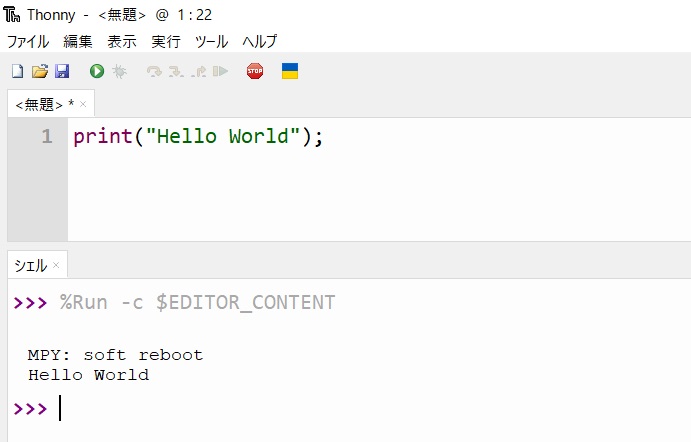 Thonny - <無題> @ 1:22
ファイル 編集 表示 実行 ツール ヘルプ
STOP
<無題> * ×
1 print("Hello World");
シェル ×
>>> %Run -c $EDITOR_CONTENT
MPY: soft reboot
Hello World
>>>